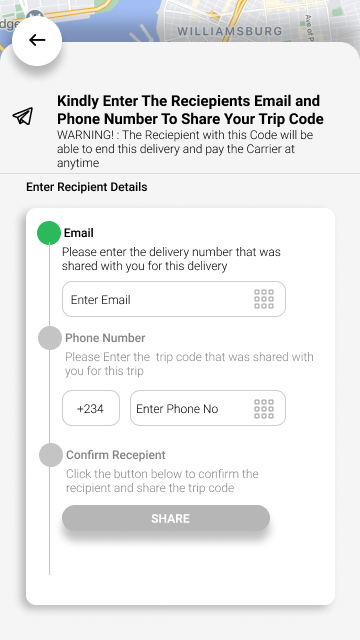 WILLIAMSBURG
Kindly Enter The Reciepients Email and
Phone Number To Share Your Trip Code
WARNING! : The Reciepient with this Code will be
able to end this delivery and pay the Carrier at
anytime
Enter Recipient Details
Email
Please enter the delivery number that was
shared with you for this delivery
Enter Email
Phone Number
Please Enter the  trip code that was shared with
you for this trip
+234
Enter Phone No
Confirm Recepient
Click the button below to confirm the
recipient and share the trip code
SHARE